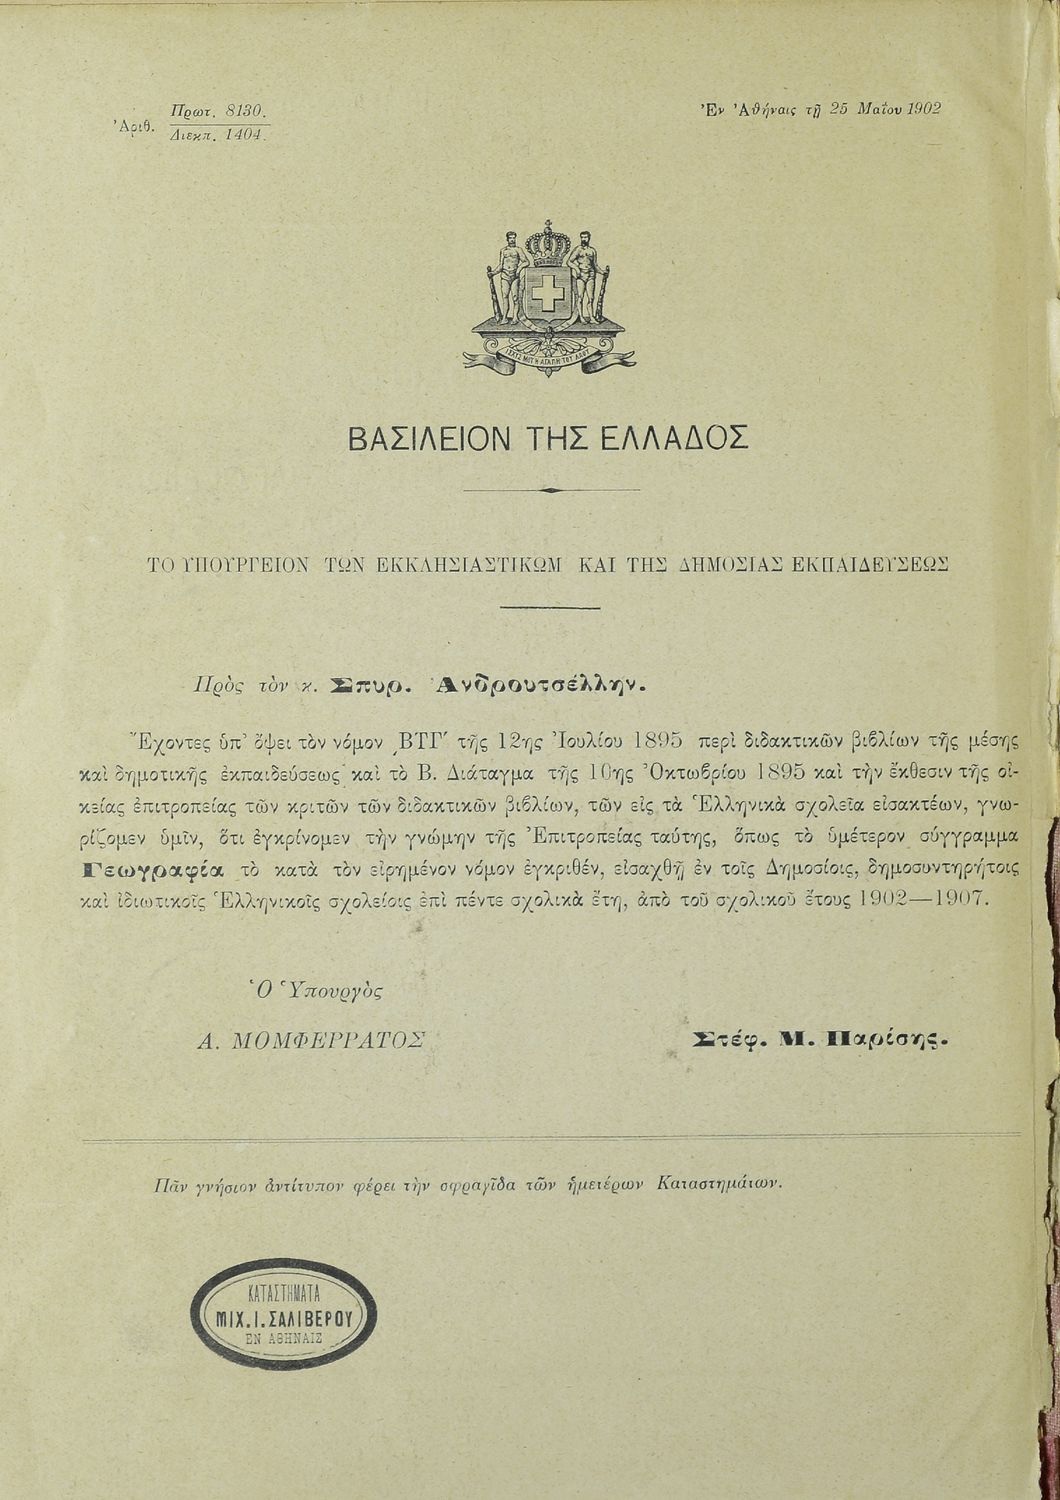 Ἀριθ. Πρωτ. 8130.
Διεκπ. 1404.
Ἐν Ἀθήναις τῇ 25 Μαΐου 1902
ΙΣΧΥΣ ΜΟΥ Η ΑΓΑΠΗ ΤΟΥ ΛΑΟΥ
ΒΑΣΙΛΕΙΟΝ ΤΗΣ ΕΛΛΑΔΟΣ
ΤΟ ΥΠΟΥΡΓΕΙΟΝ ΤΩΝ ΕΚΚΛΗΣΙΑΣΤΙΚΩΜ ΚΑΙ ΤΗΣ ΔΗΜΟΣΙΑΣ ΕΚΠΑΙΔΕΥΣΕΩΣ
Πρὸς τὸν κ. Σπυρ. Ἀνδρουτσέλλην.
Ἔχοντες ὑπ' ὄψει τὸν νόμον ͵ΒΤΓ' τῆς 12ης Ἰουλίου 1895 περὶ διδακτικῶν βιβλίων τῆς μέσης
καὶ δημοτικῆς ἐκπαιδεύσεως καὶ τὸ Β. Διάταγμα τῆς 10ης Ὀκτωβρίου 1895 καὶ τὴν ἔκθεσιν τῆς οἰ-
κείας ἐπιτροπείας τῶν κριτῶν τῶν διδακτικῶν βιβλίων, τῶν εἰς τὰ Ἑλληνικὰ σχολεῖα εἰσακτέων, γνω-
ρίζομεν ὑμῖν, ὅτι ἐγκρίνομεν τὴν γνώμην τῆς Ἐπιτροπείας ταύτης, ὅπως τὸ ὑμέτερον σύγγραμμα
Γεωγραφία τὸ κατὰ τὸν εἰρημένον νόμον ἐγκριθέν, εἰσαχθῇ ἐν τοῖς Δημοσίοις, δημοσυντηρήτοις
καὶ ἰδιωτικοῖς Ἑλληνικοῖς σχολείοις ἐπὶ πέντε σχολικὰ ἔτη, ἀπὸ τοῦ σχολικοῦ ἔτους 1902—1907.
Ὁ Ὑπουργὸς
Α. ΜΟΜΦΕΡΡΑΤΟΣ
Στέφ. Μ. Παρίσης.
Πᾶν γνήσιον ἀντίτυπον φέρει τὴν σφραγῖδα τῶν ἡμετέρων Καταστημάτων.
ΚΑΤΑΣΤΗΜΑΤΑ
ΜΙΧ. Ι. ΣΑΛΙΒΕΡΟΥ
ΕΝ ΑΘΗΝΑΙΣ